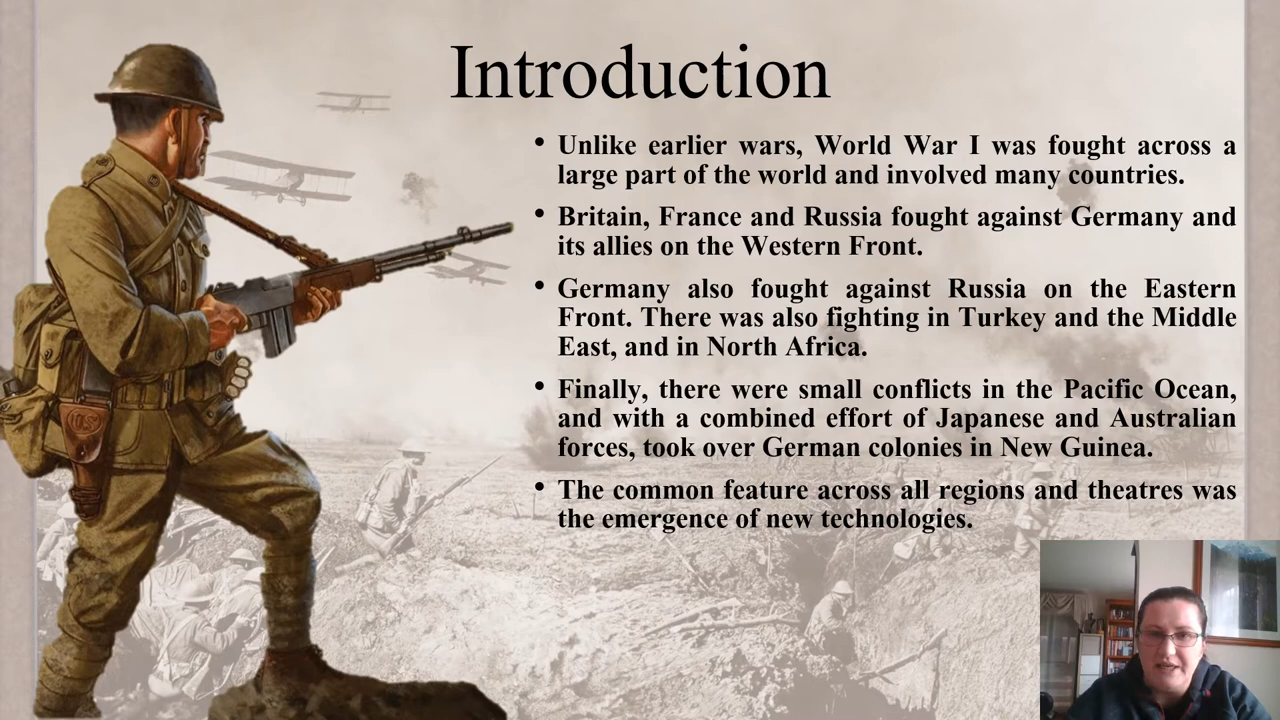 Introduction
• Unlike earlier wars, World War I was fought across a
large part of the world and involved many countries.
• Britain, France and Russia fought against Germany and
its allies on the Western Front.
• Germany also fought against Russia on the Eastern
Front. There was also fighting in Turkey and the Middle
East, and in North Africa.
• Finally, there were small conflicts in the Pacific Ocean,
and with a combined effort of Japanese and Australian
forces, took over German colonies in New Guinea.
• The common feature across all regions and theatres was
the emergence of new technologies.
US